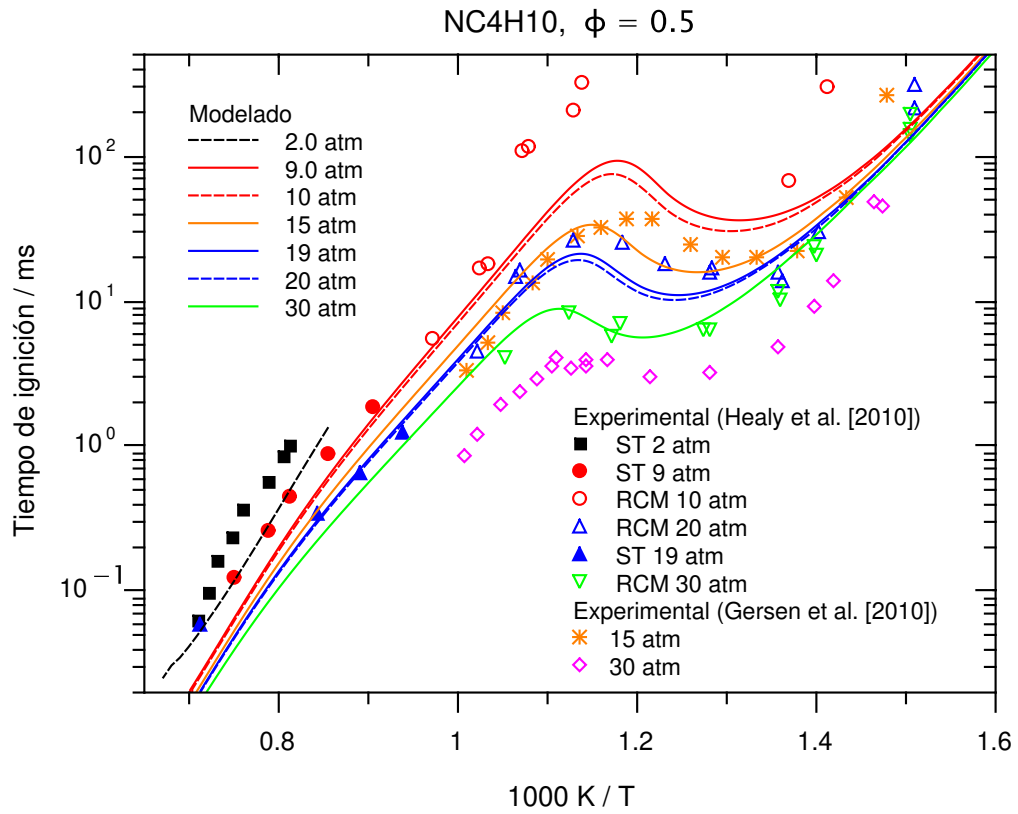 NC4H10, ϕ = 0.5
Tiempo de ignición / ms
10²
10¹
10⁰
10⁻¹
Modelado
2.0 atm
9.0 atm
10 atm
15 atm
19 atm
20 atm
30 atm
Experimental (Healy et al. [2010])
ST 2 atm
ST 9 atm
RCM 10 atm
RCM 20 atm
ST 19 atm
RCM 30 atm
Experimental (Gersen et al. [2010])
15 atm
30 atm
0.8 1 1.2 1.4 1.6
1000 K / T